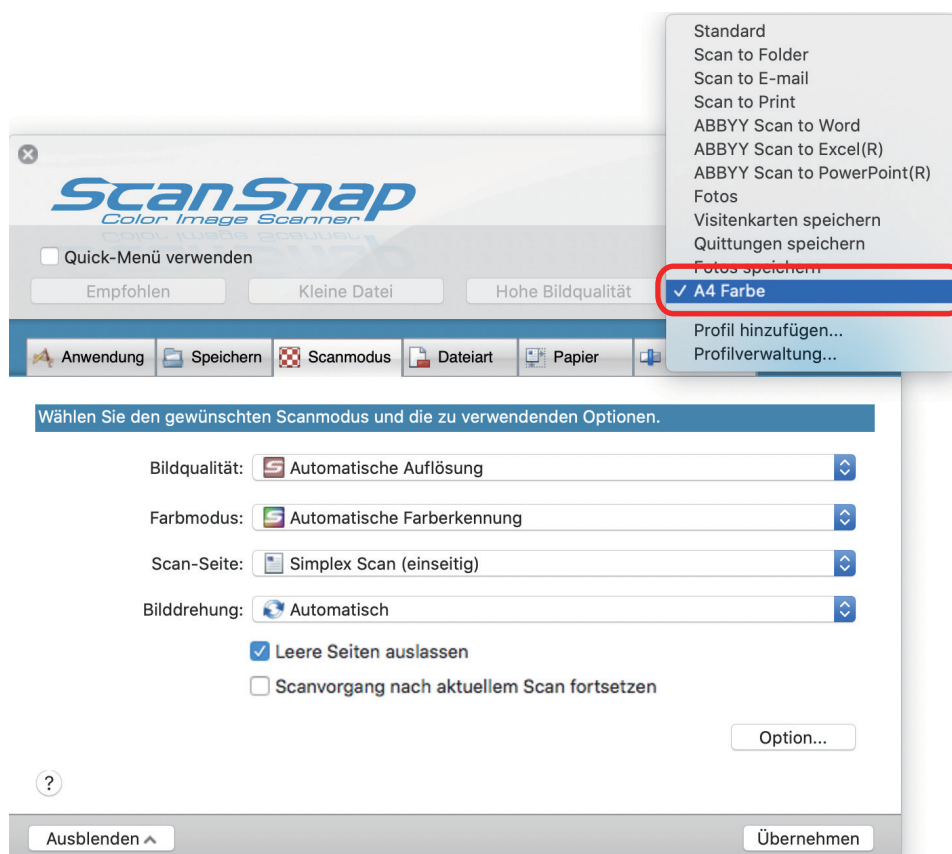 Standard
Scan to Folder
Scan to E-mail
Scan to Print
ABBYY Scan to Word
ABBYY Scan to Excel(R)
ABBYY Scan to PowerPoint(R)
Fotos
Visitenkarten speichern
Quittungen speichern
Fotos speichern
✓ A4 Farbe
Profil hinzufügen...
Profilverwaltung...
ScanSnap
Color Image Scanner
Quick-Menü verwenden
Empfohlen
Kleine Datei
Hohe Bildqualität
Anwendung
Speichern
Scanmodus
Dateiart
Papier
Wählen Sie den gewünschten Scanmodus und die zu verwendenden Optionen.
Bildqualität: Automatische Auflösung
Farbmodus: Automatische Farberkennung
Scan-Seite: Simplex Scan (einseitig)
Bilddrehung: Automatisch
Leere Seiten auslassen
Scanvorgang nach aktuellem Scan fortsetzen
Option...
?
Ausblenden
Übernehmen